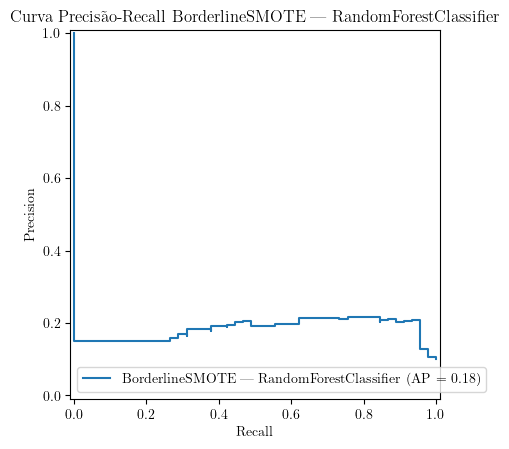 Curva Precisão-Recall BorderlineSMOTE — RandomForestClassifier
1.0
0.8
0.6
0.4
0.2
0.0
Precision
BorderlineSMOTE — RandomForestClassifier (AP = 0.18)
0.0 0.2 0.4 0.6 0.8 1.0
Recall